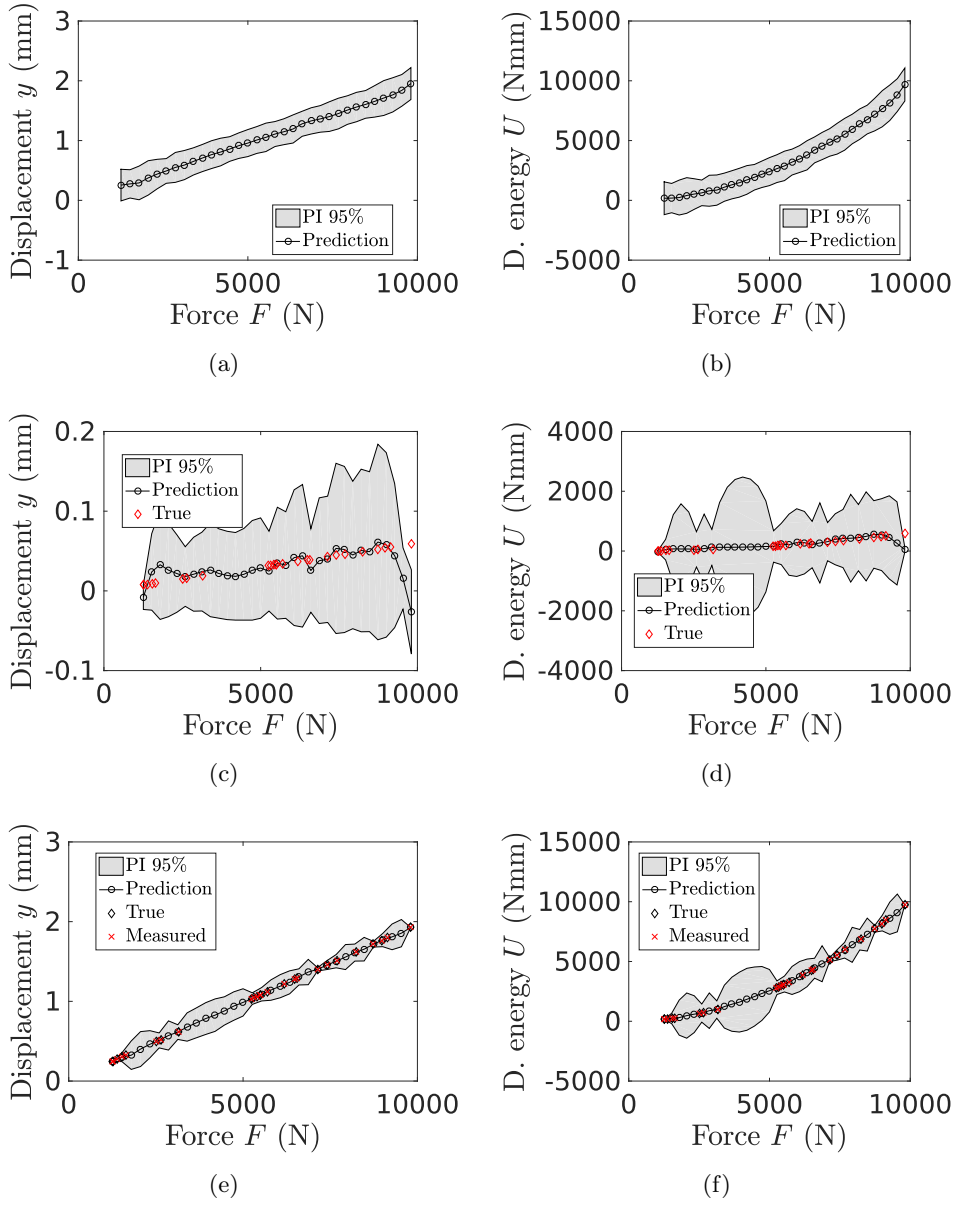 Displacement y (mm)
3
2
1
0
-1
PI 95%
Prediction
0 5000 10000
Force F (N)
(a)
D. energy U (Nmm)
15000
10000
5000
0
-5000
PI 95%
Prediction
0 5000 10000
Force F (N)
(b)
Displacement y (mm)
0.2
0.1
0
-0.1
PI 95%
Prediction
True
0 5000 10000
Force F (N)
(c)
D. energy U (Nmm)
4000
2000
0
-2000
-4000
PI 95%
Prediction
True
0 5000 10000
Force F (N)
(d)
Displacement y (mm)
3
2
1
0
PI 95%
Prediction
True
Measured
0 5000 10000
Force F (N)
(e)
D. energy U (Nmm)
15000
10000
5000
0
-5000
PI 95%
Prediction
True
Measured
0 5000 10000
Force F (N)
(f)